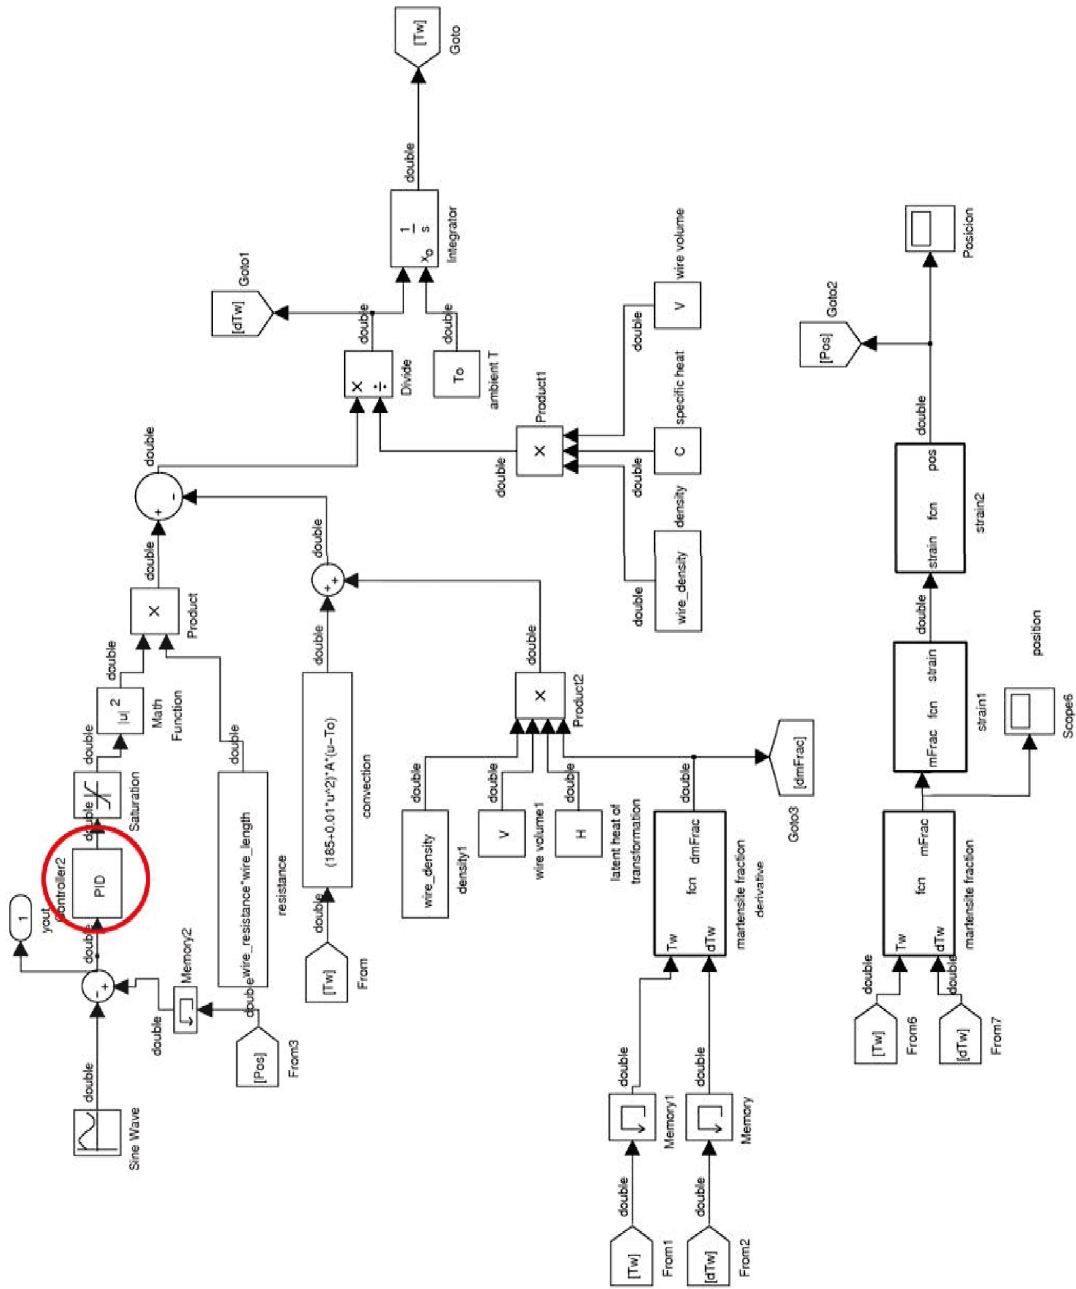 Sine Wave
double
1
yout
double
Controller2
PID
double
Saturation
double
|u|
2
Math
Function
double
X
Product
double
+
-
double
-
+
Memory2
double
[Pos]
From3
double
wire_resistance*wire_length
resistance
double
[Tw]
From
double
(185+0.01*u^2)*A*(u-To)
convection
double
+
+
double
wire_density
density1
double
V
wire volume1
double
H
latent heat of
transformation
double
X
Product2
double
[Tw]
From1
double
Memory1
double
[dTw]
From2
double
Memory
double
Tw
dTw
fcn
dmFrac
martensite fraction
derivative
double
[dmFrac]
Goto3
wire_density
density
double
C
specific heat
double
V
wire volume
double
X
Product1
double
X
÷
Divide
double
[dTw]
Goto1
To
ambient T
double
1
s
xo
Integrator
double
[Tw]
Goto
[Tw]
From6
double
[dTw]
From7
double
Tw
dTw
fcn
mFrac
martensite fraction
mFrac
fcn
strain
strain1
Scope6
position
double
strain
fcn
pos
strain2
double
[Pos]
Goto2
Posicion